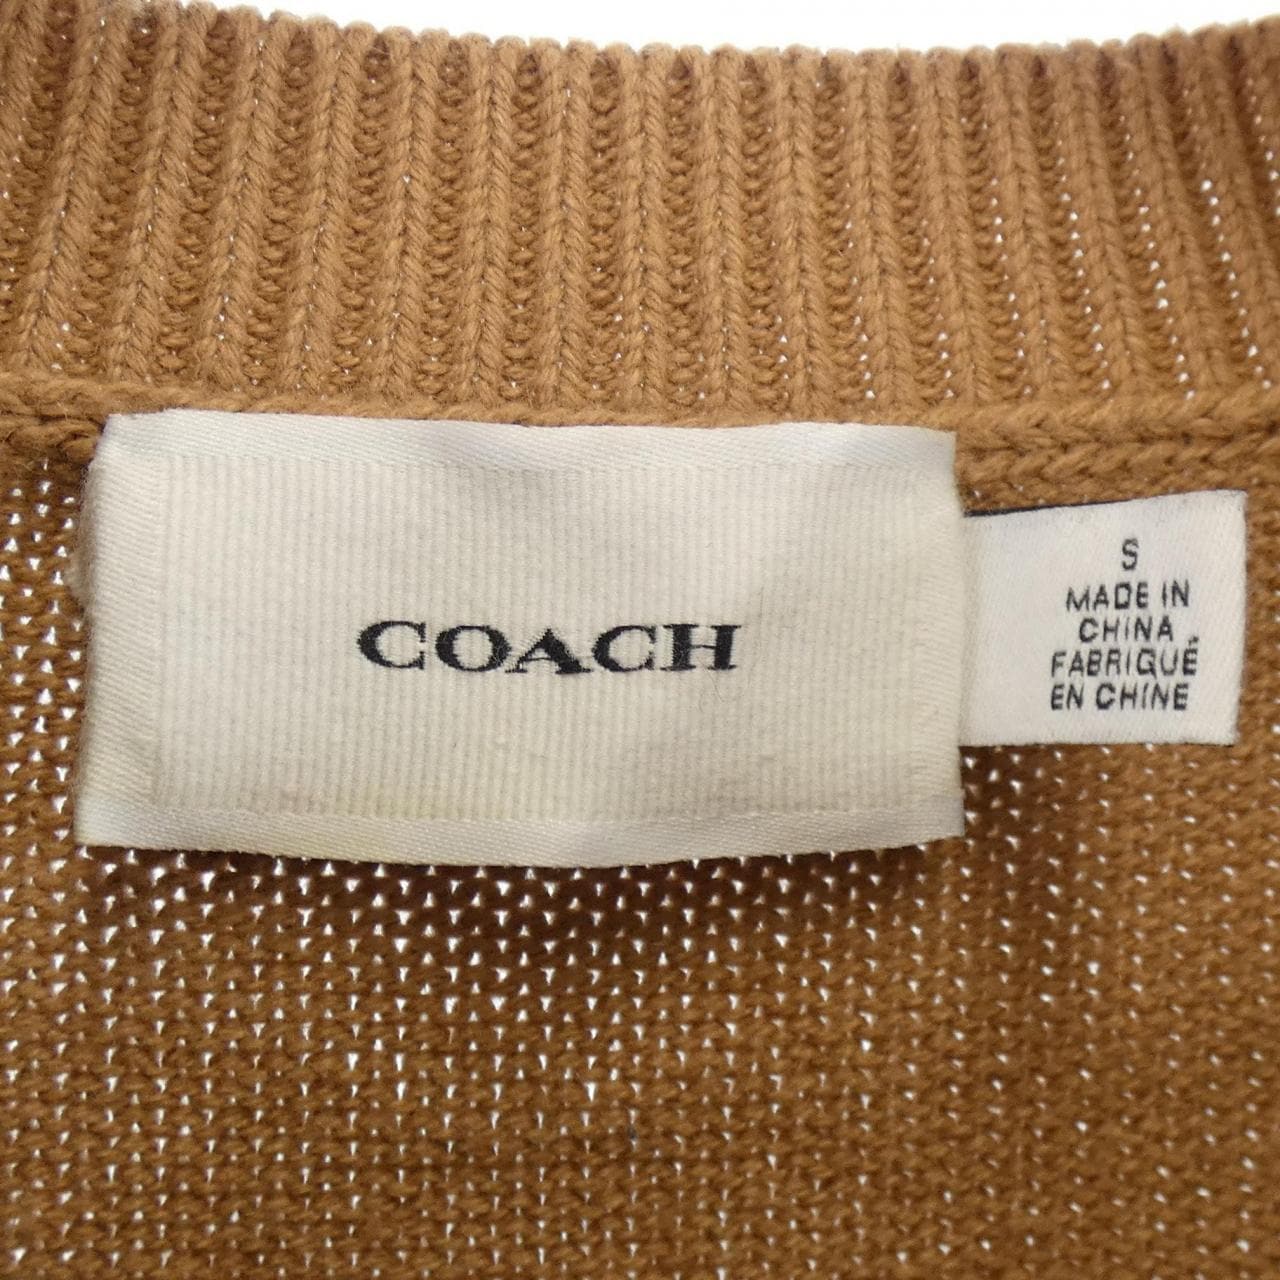 COACH
S
MADE IN
CHINA
FABRIQUÉ
EN CHINE